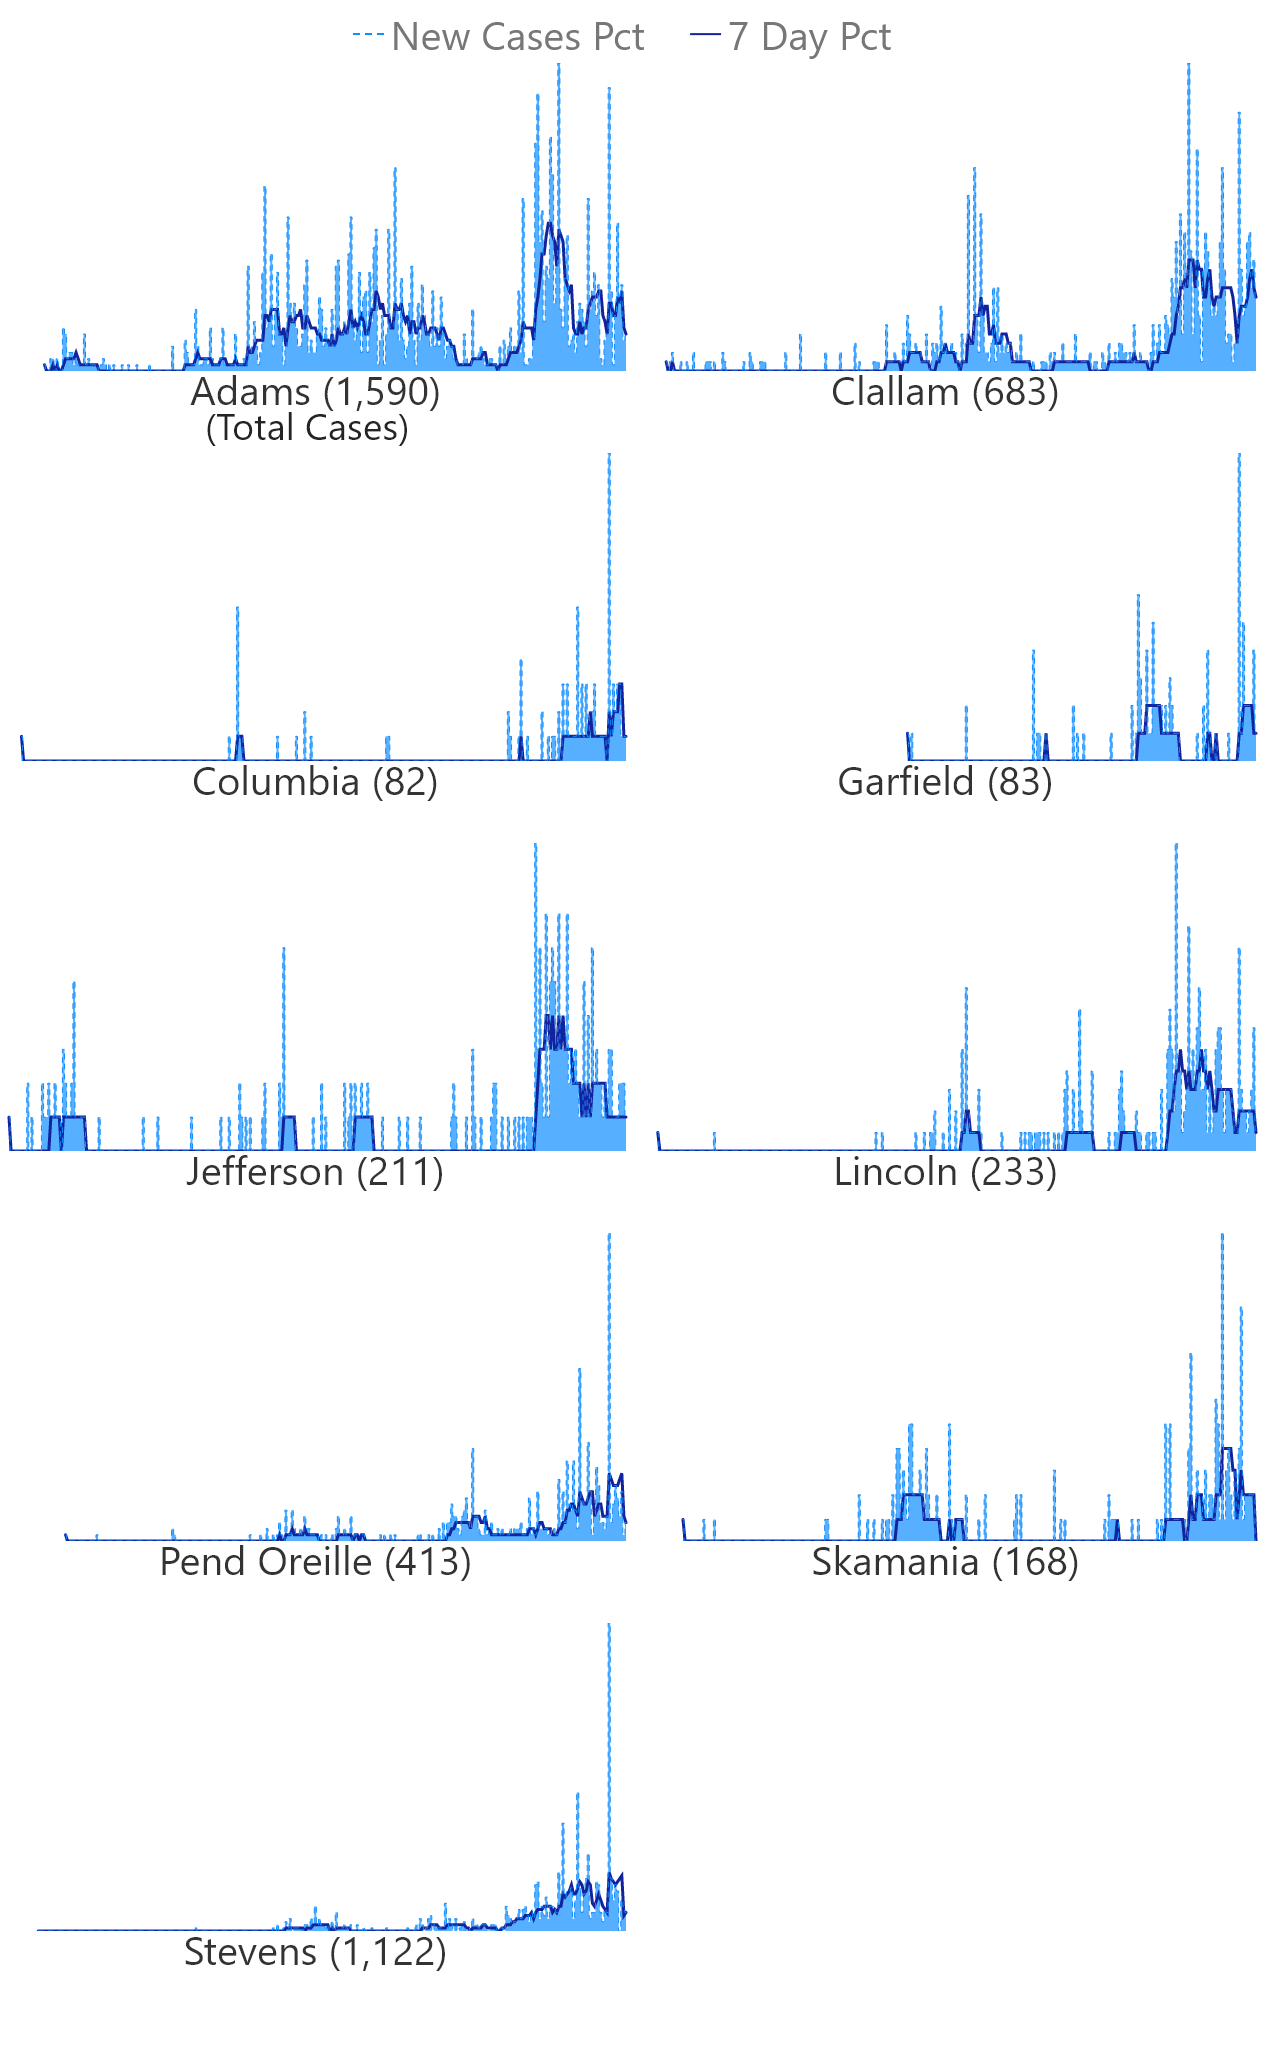 New Cases Pct 7 Day Pct
Adams (1,590) Clallam (683)
(Total Cases)
Columbia (82) Garfield (83)
Jefferson (211) Lincoln (233)
Pend Oreille (413) Skamania (168)
Stevens (1,122)